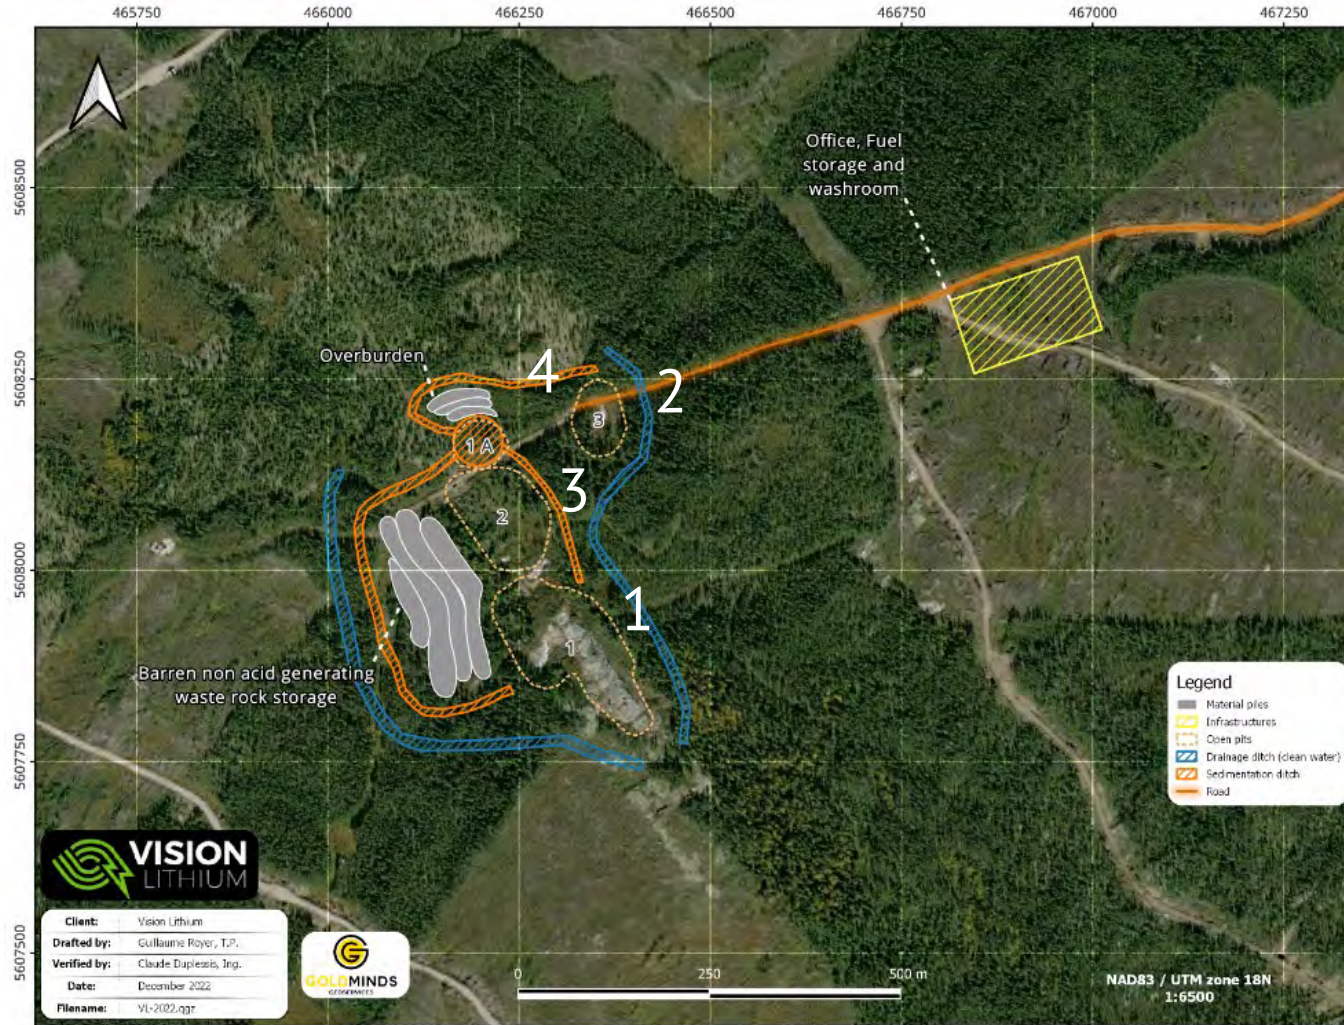 465750
466000
466250
466500
466750
467000
467250
5608500
5608250
5608000
5607750
5607500
Office, Fuel
storage and
washroom
Overburden
4
2
3
1 A
3
2
1
1
Barren non acid generating
waste rock storage
Legend
Material piles
Infrastructures
Open pits
Drainage ditch (clean water)
Sedimentation ditch
Road
VISION
LITHIUM
Client: Vision Lithium
Drafted by: Guillaume Royer, T.P.
Verified by: Claude Duplessis, Ing.
Date: December 2022
Filename: VL-2022.qgz
GOLDMINDS
GEOSERVICES
0 250 500 m
NAD83 / UTM zone 18N
1:6500